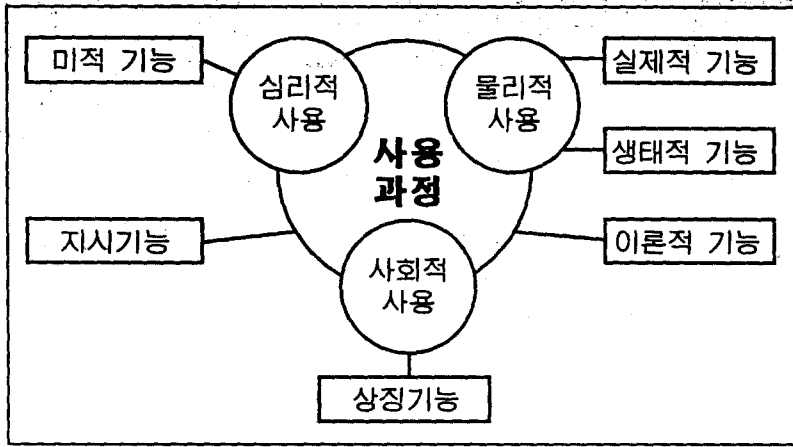 미적 기능
심리적
사용
물리적
사용
실제적 기능
생태적 기능
사용
과정
지시기능
이론적 기능
사회적
사용
상징기능